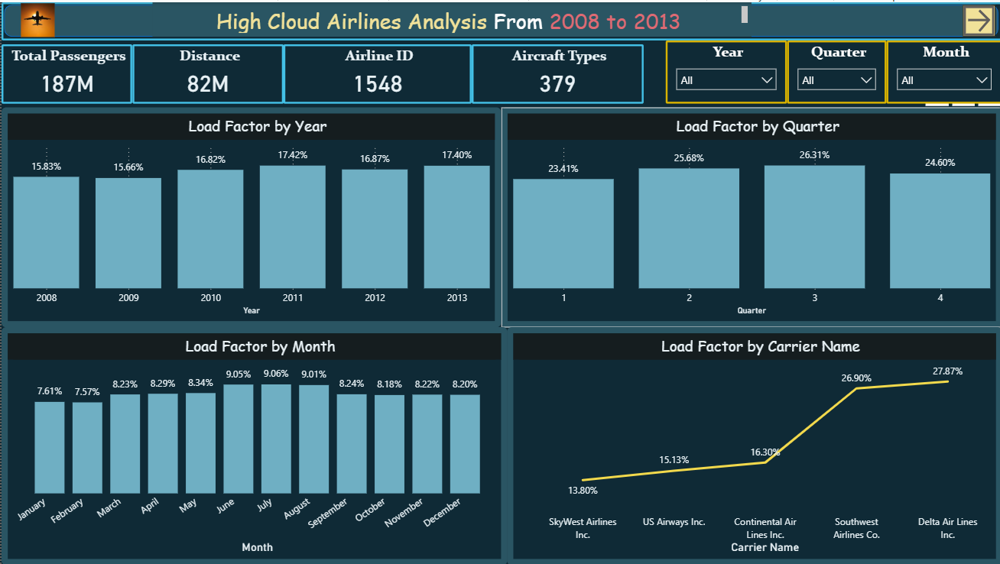 High Cloud Airlines Analysis From 2008 to 2013
Total Passengers
187M
Distance
82M
Airline ID
1548
Aircraft Types
379
Year
All
Quarter
All
Month
All
Load Factor by Year
15.83%
15.66%
16.82%
17.42%
16.87%
17.40%
2008
2009
2010
2011
2012
2013
Year
Load Factor by Quarter
23.41%
25.68%
26.31%
24.60%
1
2
3
4
Quarter
Load Factor by Month
7.61%
7.57%
8.23%
8.29%
8.34%
9.05%
9.06%
9.01%
8.24%
8.18%
8.22%
8.20%
January
February
March
April
May
June
July
August
September
October
November
December
Month
Load Factor by Carrier Name
13.80%
15.13%
16.30%
26.90%
27.87%
SkyWest Airlines
Inc.
US Airways Inc.
Continental Air
Lines Inc.
Southwest
Airlines Co.
Delta Air Lines
Inc.
Carrier Name